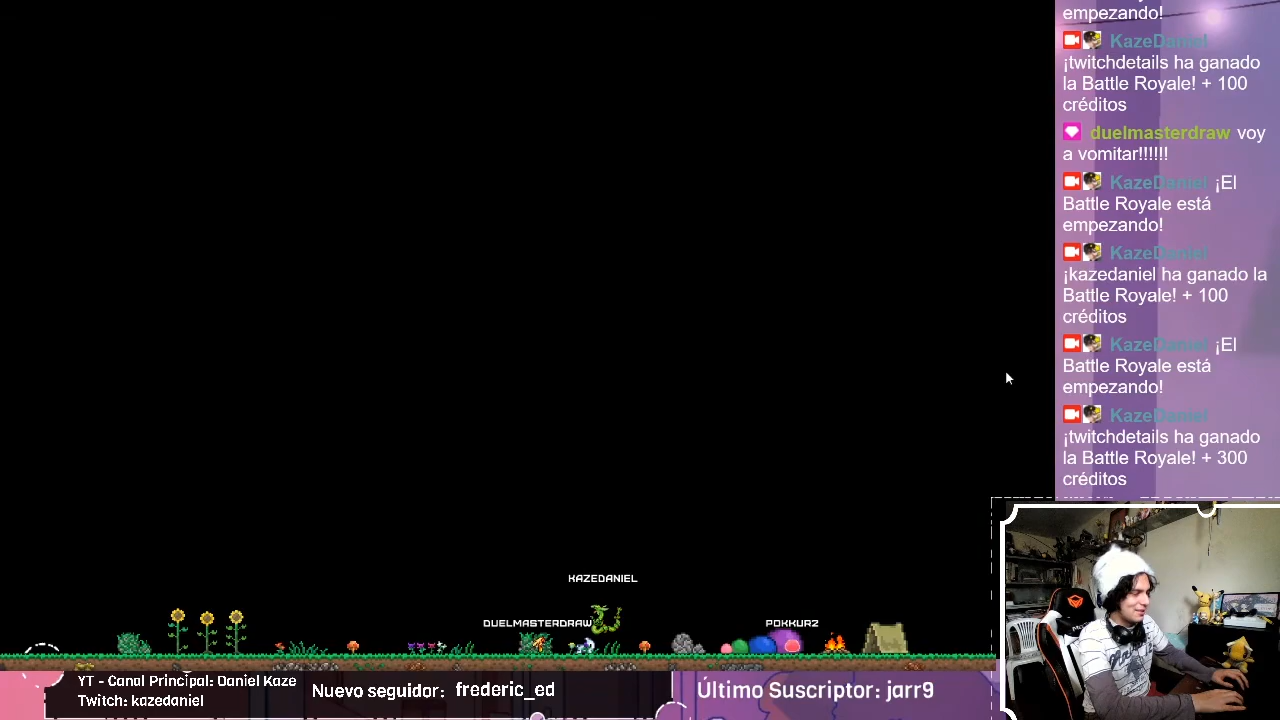 empezando!
KazeDaniel
¡twitchdetails ha ganado
la Battle Royale! + 100
créditos
duelmasterdraw voy
a vomitar!!!!!!
KazeDaniel ¡El
Battle Royale está
empezando!
KazeDaniel
¡kazedaniel ha ganado la
Battle Royale! + 100
créditos
KazeDaniel ¡El
Battle Royale está
empezando!
KazeDaniel
¡twitchdetails ha ganado
la Battle Royale! + 300
créditos
KAZEDANIEL
DUELMASTERDRAW
POKKURZ
YT - Canal Principal: Daniel Kaze
Twitch: kazedaniel
Nuevo seguidor: frederic_ed
Último Suscriptor: jarr9